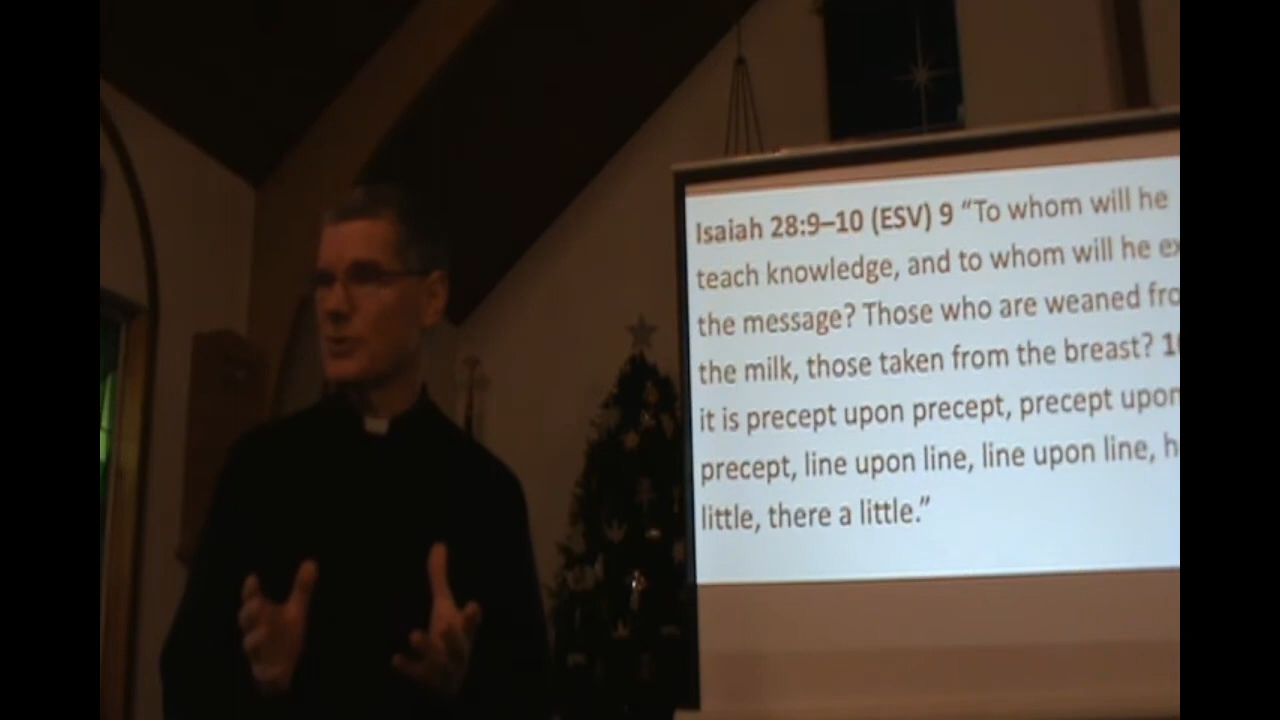 Isaiah 28:9–10 (ESV) 9 “To whom will he
teach knowledge, and to whom will he
the message? Those who are weaned
the milk, those taken from the breast?
it is precept upon precept, precept upon
precept, line upon line, line upon line,
little, there a little.”